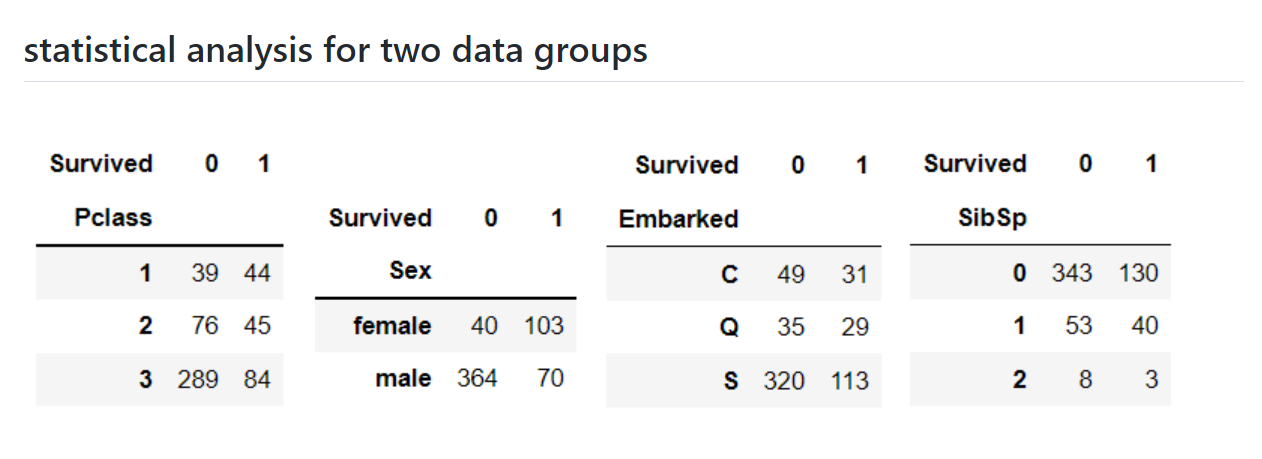 statistical analysis for two data groups
Survived 0 1
Pclass
1 39 44
2 76 45
3 289 84
Survived 0 1
Sex
female 40 103
male 364 70
Survived 0 1
Embarked
C 49 31
Q 35 29
S 320 113
Survived 0 1
SibSp
0 343 130
1 53 40
2 8 3